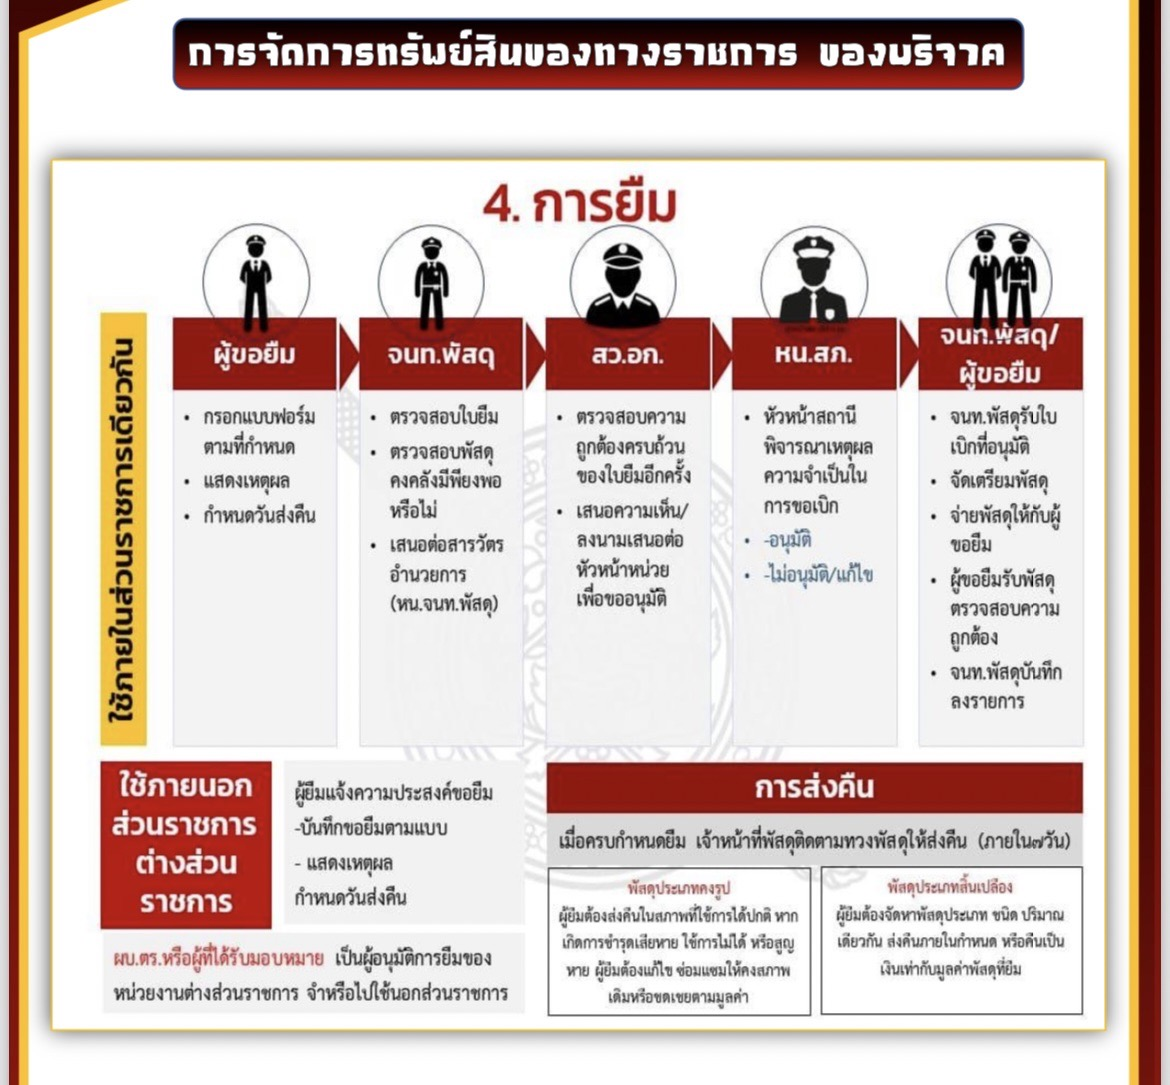 การจัดการทรัพย์สินของทางราชการ ของบริจาค
4. การยืม
ใช้ภายในส่วนราชการเดียวกัน
ผู้ขอยืม
• กรอกแบบฟอร์ม
ตามที่กำหนด
• แสดงเหตุผล
• กำหนดวันส่งคืน
จนท.พัสดุ
• ตรวจสอบใบยืม
• ตรวจสอบพัสดุ
คงคลังมีพียงพอ
หรือไม่
• เสนอต่อสารวัตร
อำนวยการ
(หน.จนท.พัสดุ)
สว.อก.
• ตรวจสอบความ
ถูกต้องครบถ้วน
ของใบยืมอีกครั้ง
• เสนอความเห็น/
ลงนามเสนอต่อ
หัวหน้าหน่วย
เพื่อขออนุมัติ
หน.สภ.
• หัวหน้าสถานี
พิจารณาเหตุผล
ความจำเป็นใน
การขอเบิก
• -อนุมัติ
• -ไม่อนุมัติ/แก้ไข
จนท.พัสดุ/
ผู้ขอยืม
• จนท.พัสดุรับใบ
เบิกที่อนุมัติ
• จัดเตรียมพัสดุ
• จ่ายพัสดุให้กับผู้
ขอยืม
• ผู้ขอยืมรับพัสดุ
ตรวจสอบความ
ถูกต้อง
• จนท.พัสดุบันทึก
ลงรายการ
ใช้ภายนอก
ส่วนราชการ
ต่างส่วน
ราชการ
ผู้ยืมแจ้งความประสงค์ขอยืม
-บันทึกขอยืมตามแบบ
- แสดงเหตุผล
กำหนดวันส่งคืน
ผบ.ตร.หรือผู้ที่ได้รับมอบหมาย เป็นผู้อนุมัติการยืมของ
หน่วยงานต่างส่วนราชการ จำหรือไปใช้นอกส่วนราชการ
การส่งคืน
เมื่อครบกำหนดยืม เจ้าหน้าที่พัสดุติดตามทวงพัสดุให้ส่งคืน (ภายใน๗วัน)
พัสดุประเภทคงรูป
ผู้ยืมต้องส่งคืนในสภาพที่ใช้การได้ปกติ หาก
เกิดการชำรุดเสียหาย ใช้การไม่ได้ หรือสูญ
หาย ผู้ยืมต้องแก้ไข ซ่อมแซมให้คงสภาพ
เดิมหรือชดเชยตามมูลค่า
พัสดุประเภทสิ้นเปลือง
ผู้ยืมต้องจัดหาพัสดุประเภท ชนิด ปริมาณ
เดียวกัน ส่งคืนภายในกำหนด หรือคืนเป็น
เงินเท่ากับมูลค่าพัสดุที่ยืม